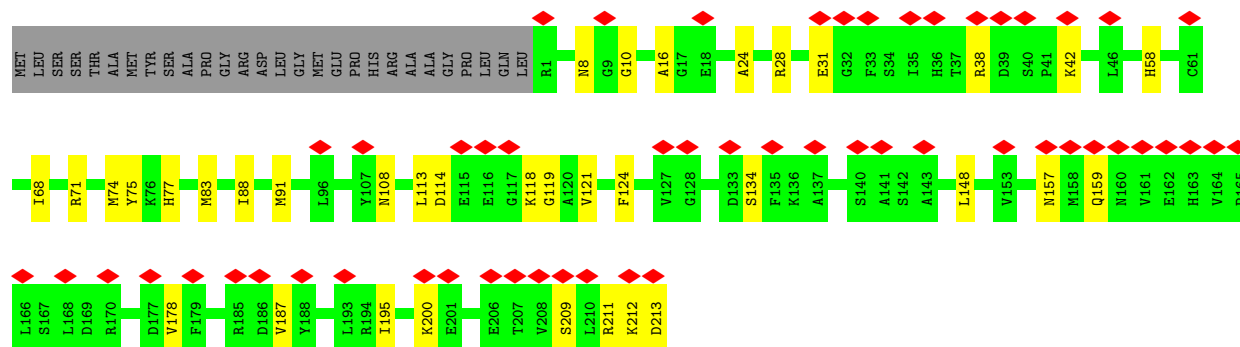 MET LEU SER SER THR ALA MET TYR SER ALA PRO GLY ARG ASP LEU GLY MET GLU PRO HIS ARG ALA ALA GLY PRO LEU GLN LEU R1 N8 G9 G10 A16 G17 E18 A24 R28 E31 G32 F33 S34 I35 H36 T37 R38 D39 S40 P41 K42 L46 H58 C61
I68 R71 M74 Y75 K76 H77 M83 I88 M91 L96 Y107 N108 L113 D114 E115 E116 G117 K118 G119 A120 V121 F124 V127 G128 D133 S134 F135 K136 A137 S140 A141 S142 A143 L148 V153 N157 M158 Q159 N160 V161 E162 H163 V164
L166 S167 L168 D169 R170 D177 V178 F179 R185 D186 V187 Y188 L193 R194 I195 K200 E201 E206 T207 V208 S209 L210 R211 K212 D213